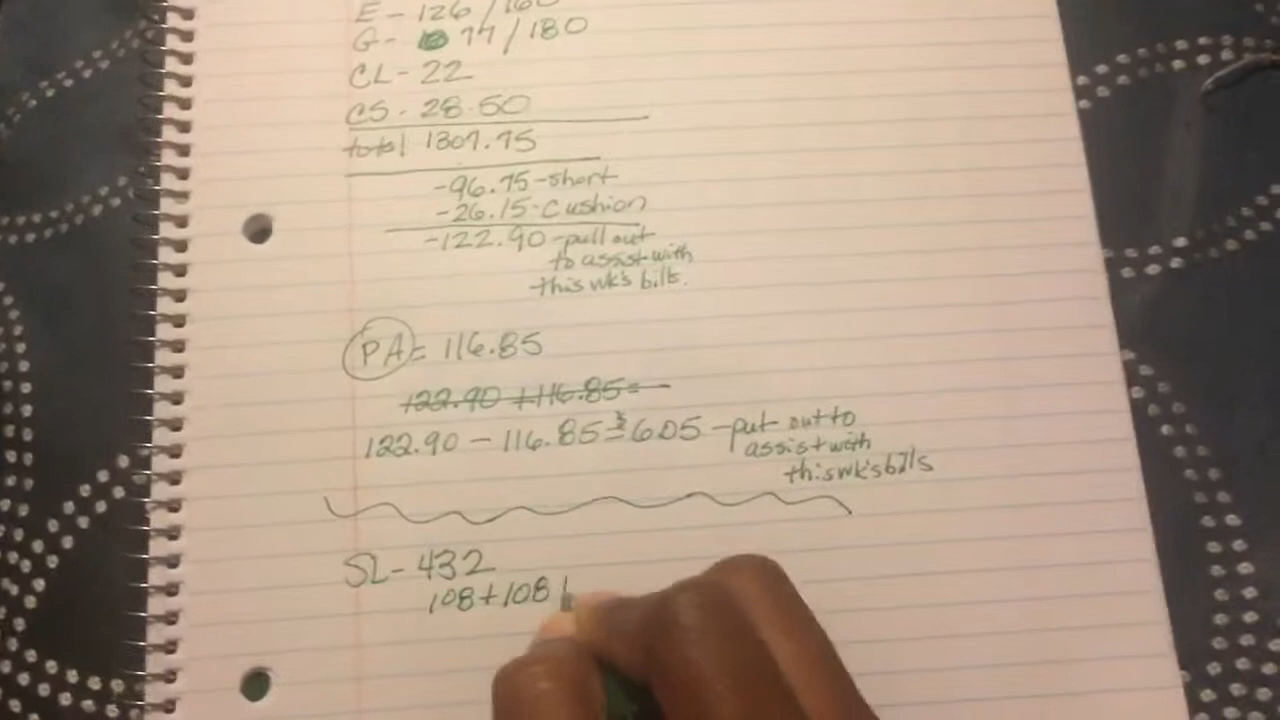 E - 126 / 160
G - 77 / 180
CL - 22
CS - 28.50
total 1307.75
-96.75 - short
-26.15 - cushion
-122.90 - pull out
to assist with
this wk's bills.
PA = 116.85
122.90 + 116.85 =
122.90 - 116.85 = $6.05 - put out to
assist with
this wk's bills
SL - 432
108 + 108